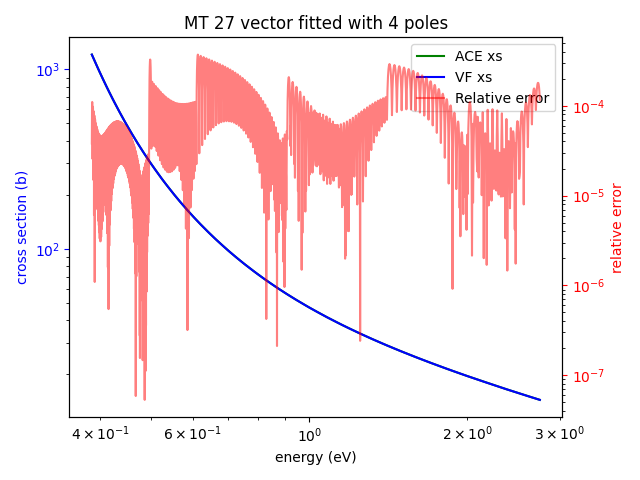 MT 27 vector fitted with 4 poles
ACE xs
VF xs
Relative error
10³
10²
cross section (b)
10⁻⁴
10⁻⁵
10⁻⁶
10⁻⁷
relative error
4 × 10⁻¹
6 × 10⁻¹
10⁰
2 × 10⁰
3 × 10⁰
energy (eV)